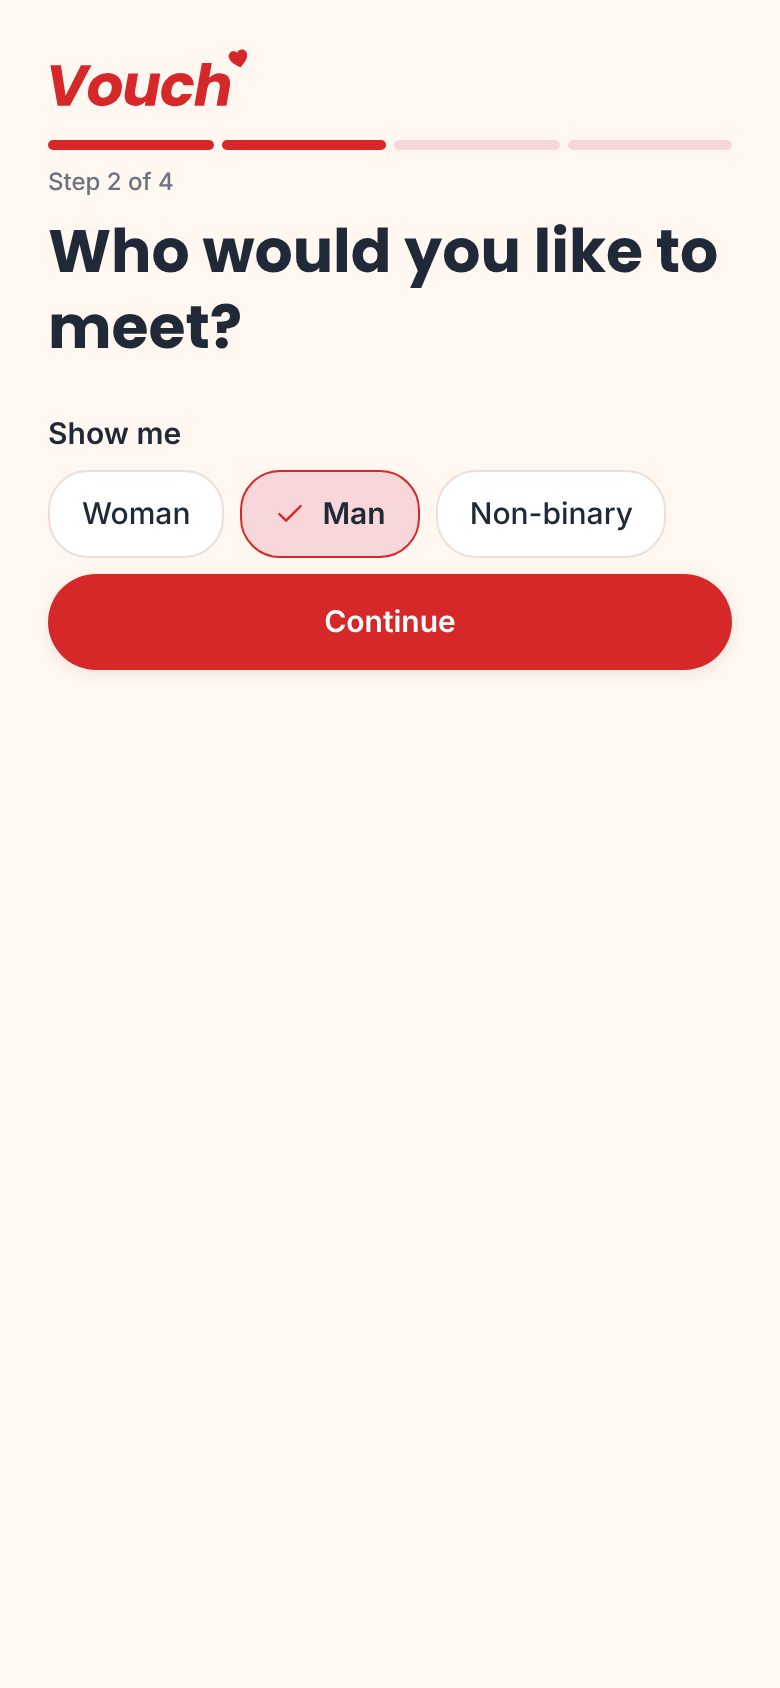 Vouch
Step 2 of 4
Who would you like to
meet?
Show me
Woman Man Non-binary
Continue